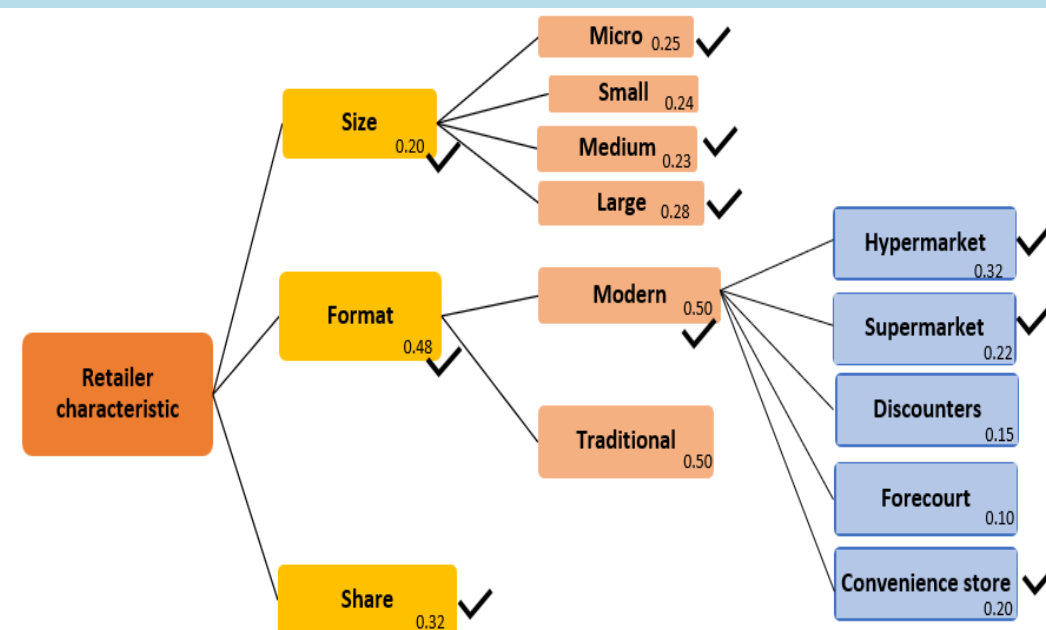 Retailer
characteristic
Size
0.20
Micro 0.25
Small 0.24
Medium 0.23
Large 0.28
Format
0.48
Modern
0.50
Hypermarket
0.32
Supermarket
0.22
Discounters
0.15
Forecourt
0.10
Convenience store
0.20
Traditional
0.50
Share
0.32